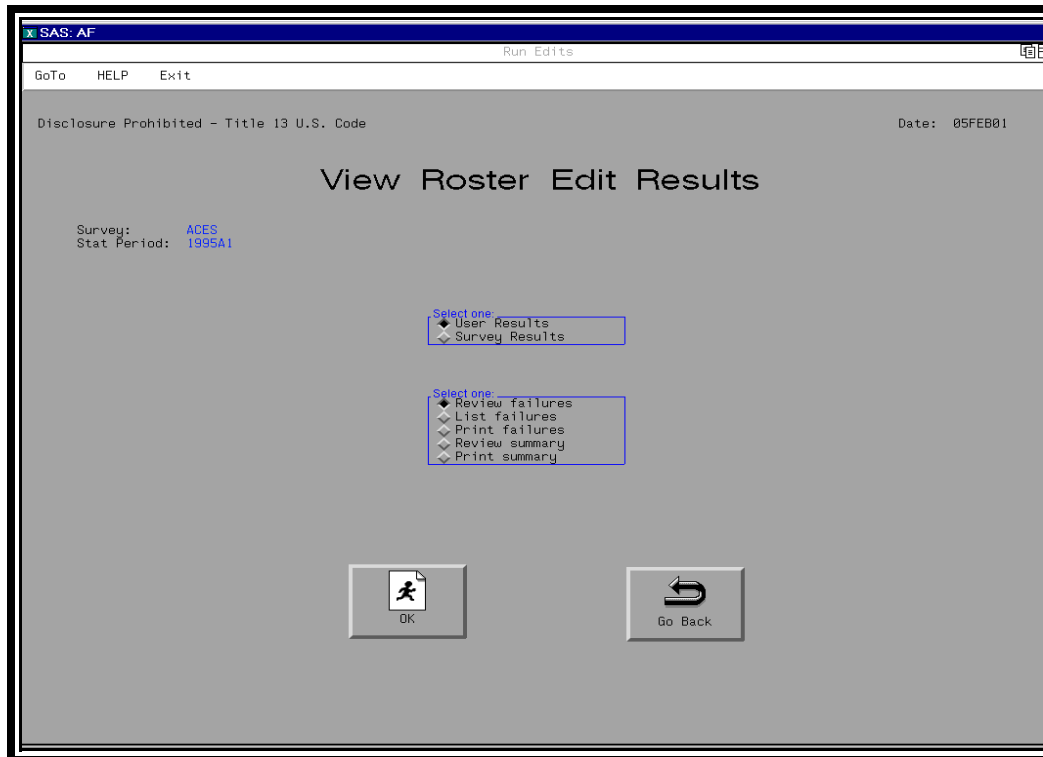 X SAS: AF
Run Edits
GoTo HELP Exit
Disclosure Prohibited - Title 13 U.S. Code Date: 05FEB01
View Roster Edit Results
Survey: ACES
Stat Period: 1995A1
Select one:
User Results
Survey Results
Select one:
Review failures
List failures
Print failures
Review summary
Print summary
OK
Go Back